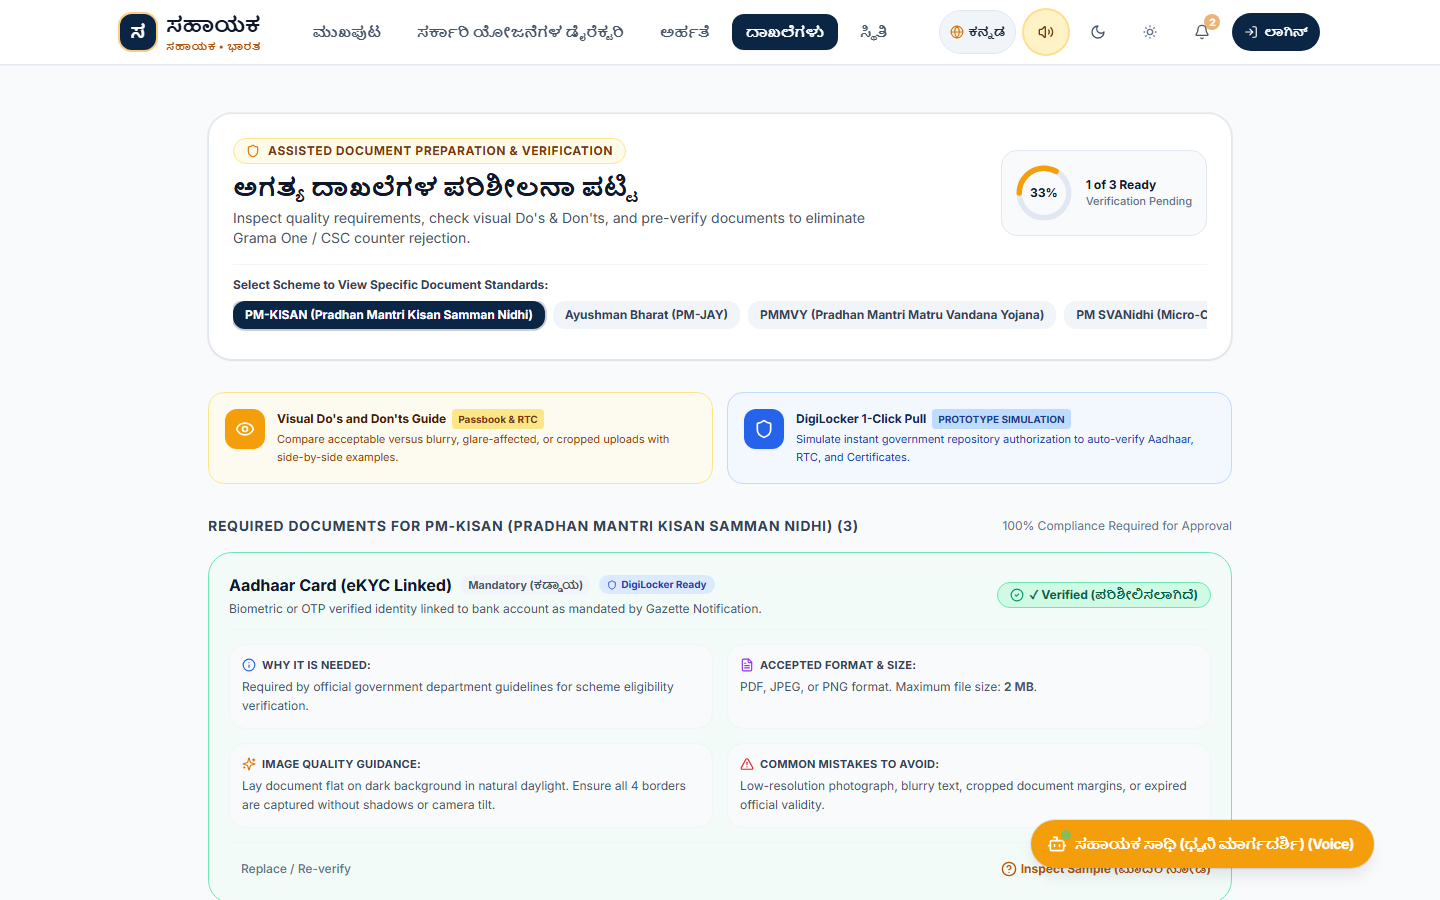 ಸ
ಸಹಾಯಕ
ಸಹಾಯಕ • ಭಾರತ
ಮುಖಪುಟ
ಸರ್ಕಾರಿ ಯೋಜನೆಗಳ ಡೈರೆಕ್ಟರಿ
ಅರ್ಹತೆ
ದಾಖಲೆಗಳು
ಸ್ಥಿತಿ
ಕನ್ನಡ
2
ಲಾಗಿನ್
ASSISTED DOCUMENT PREPARATION & VERIFICATION
ಅಗತ್ಯ ದಾಖಲೆಗಳ ಪರಿಶೀಲನಾ ಪಟ್ಟಿ
Inspect quality requirements, check visual Do's & Don'ts, and pre-verify documents to eliminate
Grama One / CSC counter rejection.
33%
1 of 3 Ready
Verification Pending
Select Scheme to View Specific Document Standards:
PM-KISAN (Pradhan Mantri Kisan Samman Nidhi)
Ayushman Bharat (PM-JAY)
PMMVY (Pradhan Mantri Matru Vandana Yojana)
PM SVANidhi (Micro-C
Visual Do's and Don'ts Guide
Passbook & RTC
Compare acceptable versus blurry, glare-affected, or cropped uploads with
side-by-side examples.
DigiLocker 1-Click Pull
PROTOTYPE SIMULATION
Simulate instant government repository authorization to auto-verify Aadhaar,
RTC, and Certificates.
REQUIRED DOCUMENTS FOR PM-KISAN (PRADHAN MANTRI KISAN SAMMAN NIDHI) (3)
100% Compliance Required for Approval
Aadhaar Card (eKYC Linked)
Mandatory (ಕಡ್ಡಾಯ)
DigiLocker Ready
Biometric or OTP verified identity linked to bank account as mandated by Gazette Notification.
✓ Verified (ಪರಿಶೀಲಿಸಲಾಗಿದೆ)
WHY IT IS NEEDED:
Required by official government department guidelines for scheme eligibility
verification.
ACCEPTED FORMAT & SIZE:
PDF, JPEG, or PNG format. Maximum file size: 2 MB.
IMAGE QUALITY GUIDANCE:
Lay document flat on dark background in natural daylight. Ensure all 4 borders
are captured without shadows or camera tilt.
COMMON MISTAKES TO AVOID:
Low-resolution photograph, blurry text, cropped document margins, or expired
official validity.
ಸಹಾಯಕ ಸಾಥಿ (ಧ್ವನಿ ಮಾರ್ಗದರ್ಶಿ) (Voice)
Replace / Re-verify
Inspect Sample (ಮಾದರಿ ನೋಡಿ)